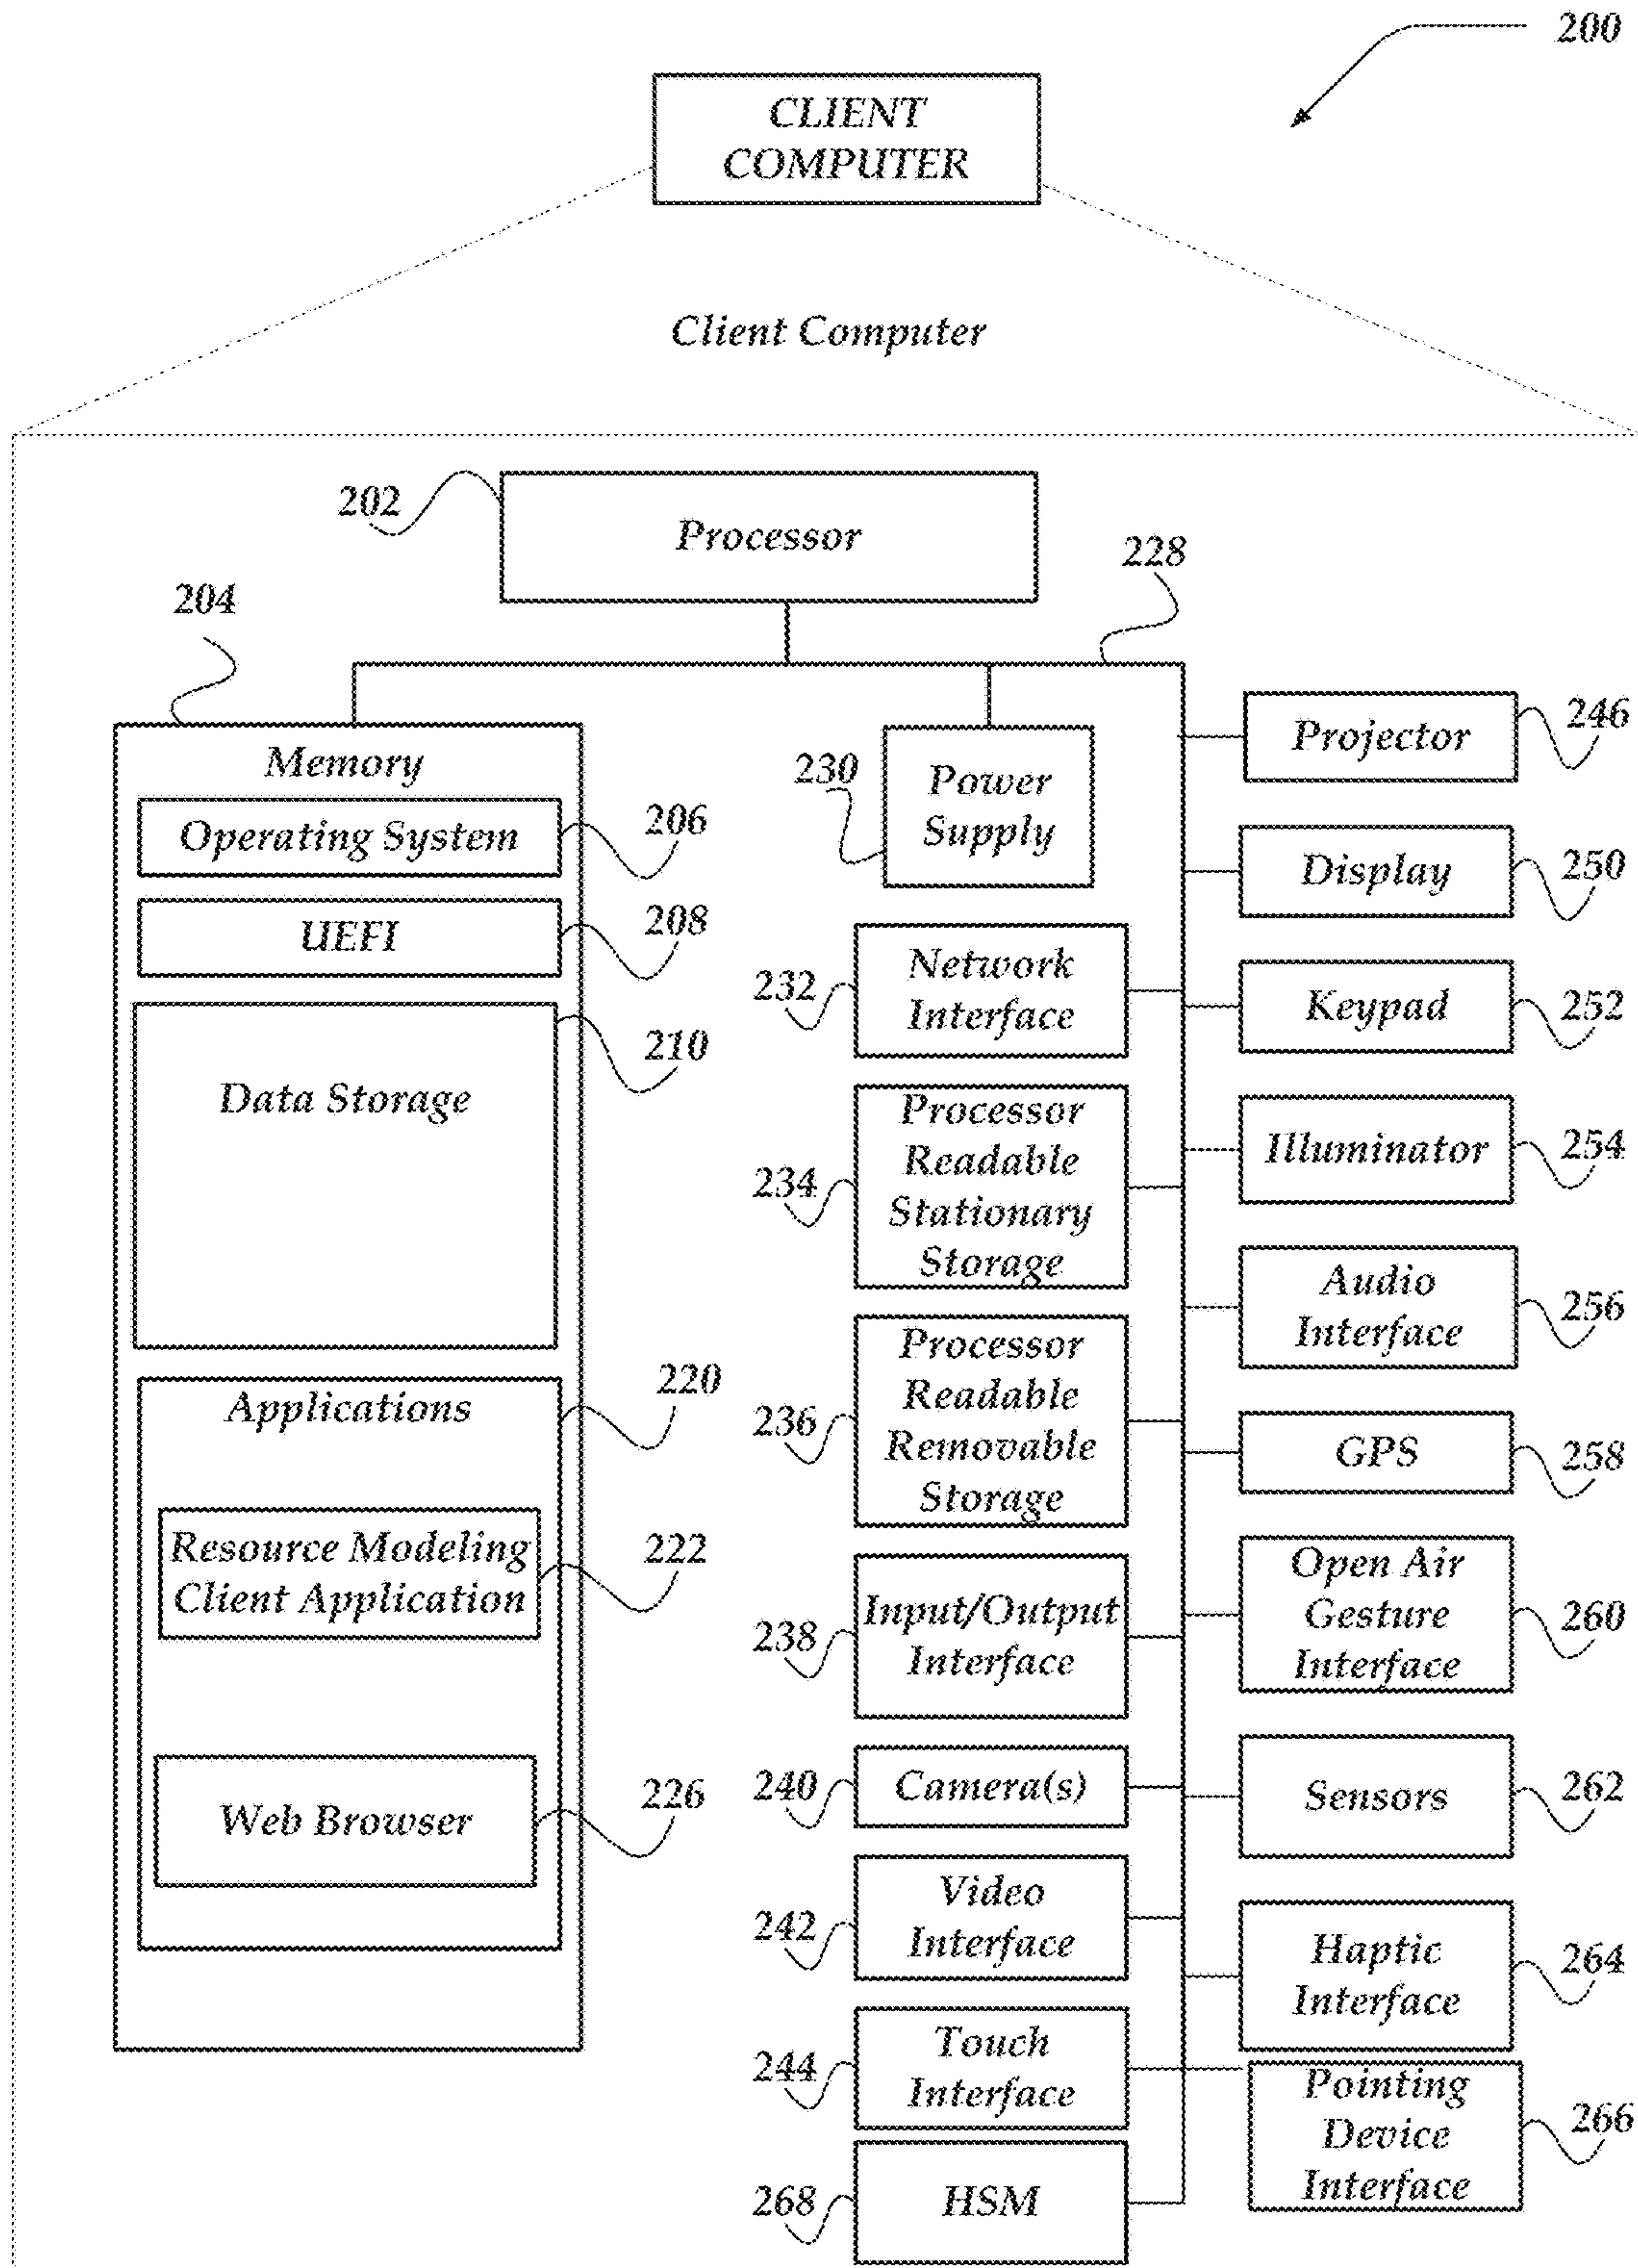 200
CLIENT
COMPUTER
Client Computer
202
Processor
228
204
Memory
Operating System
206
UEFI
208
Data Storage
210
Applications
220
Resource Modeling
Client Application
222
Web Browser
226
230
Power
Supply
232
Network
Interface
234
Processor
Readable
Stationary
Storage
236
Processor
Readable
Removable
Storage
238
Input/Output
Interface
240
Camera(s)
242
Video
Interface
244
Touch
Interface
268
HSM
Projector
246
Display
250
Keypad
252
Illuminator
254
Audio
Interface
256
GPS
258
Open Air
Gesture
Interface
260
Sensors
262
Haptic
Interface
264
Pointing
Device
Interface
266